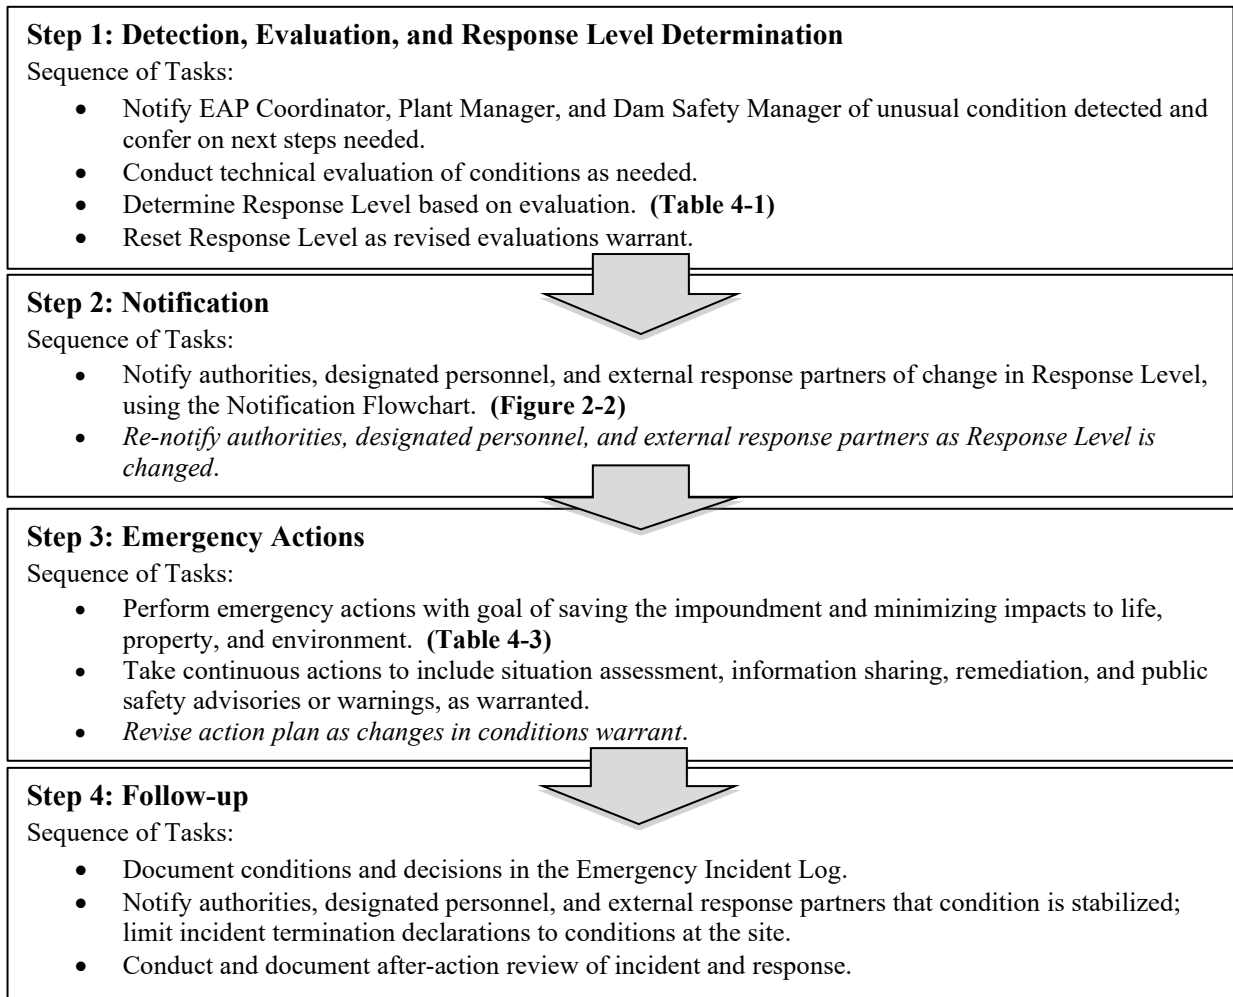 Step 1: Detection, Evaluation, and Response Level Determination
Sequence of Tasks:
• Notify EAP Coordinator, Plant Manager, and Dam Safety Manager of unusual condition detected and
confer on next steps needed.
• Conduct technical evaluation of conditions as needed.
• Determine Response Level based on evaluation. (Table 4-1)
• Reset Response Level as revised evaluations warrant.
Step 2: Notification
Sequence of Tasks:
• Notify authorities, designated personnel, and external response partners of change in Response Level,
using the Notification Flowchart. (Figure 2-2)
• Re-notify authorities, designated personnel, and external response partners as Response Level is
changed.
Step 3: Emergency Actions
Sequence of Tasks:
• Perform emergency actions with goal of saving the impoundment and minimizing impacts to life,
property, and environment. (Table 4-3)
• Take continuous actions to include situation assessment, information sharing, remediation, and public
safety advisories or warnings, as warranted.
• Revise action plan as changes in conditions warrant.
Step 4: Follow-up
Sequence of Tasks:
• Document conditions and decisions in the Emergency Incident Log.
• Notify authorities, designated personnel, and external response partners that condition is stabilized;
limit incident termination declarations to conditions at the site.
• Conduct and document after-action review of incident and response.